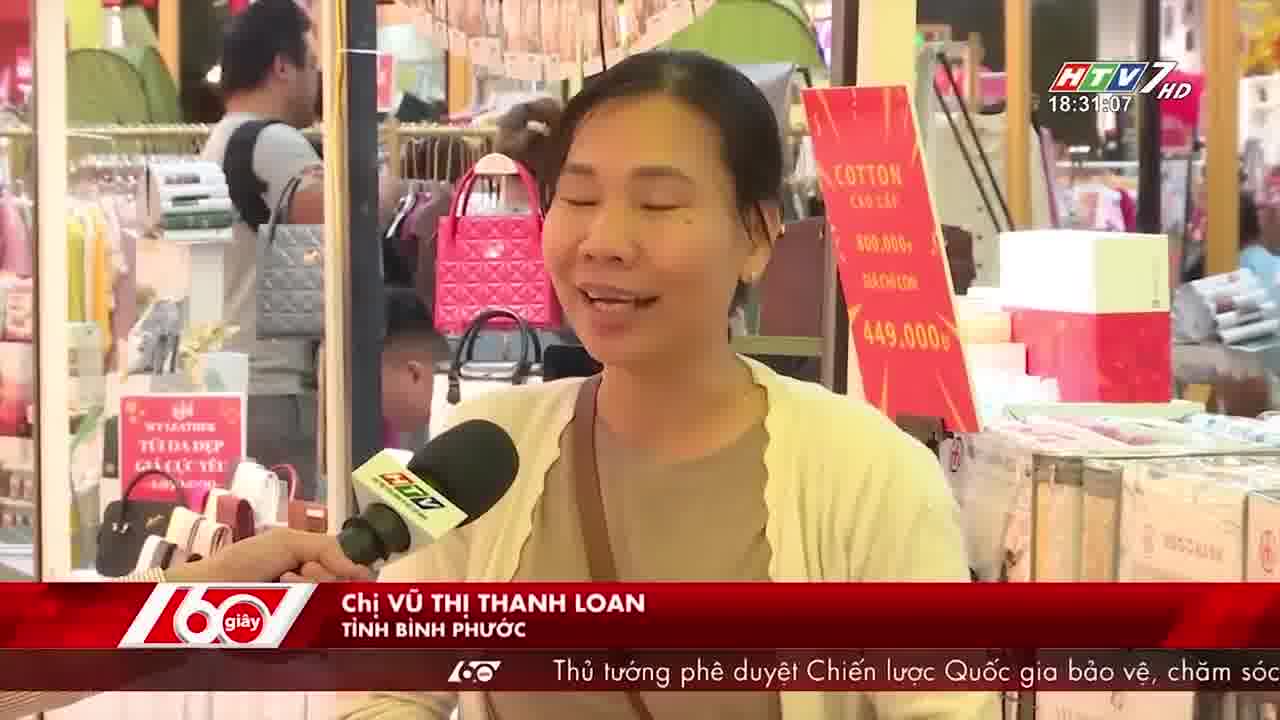 HTV7 HD
18:31:07
COTTON
CAO CẤP
800.000Đ
GIÁ CHỈ CÒN
449.000Đ
TÚI DA ĐẸP
GIÁ CỰC YÊU
HTV
60 giây
Chị VŨ THỊ THANH LOAN
TỈNH BÌNH PHƯỚC
60
Thủ tướng phê duyệt Chiến lược Quốc gia bảo vệ, chăm sóc